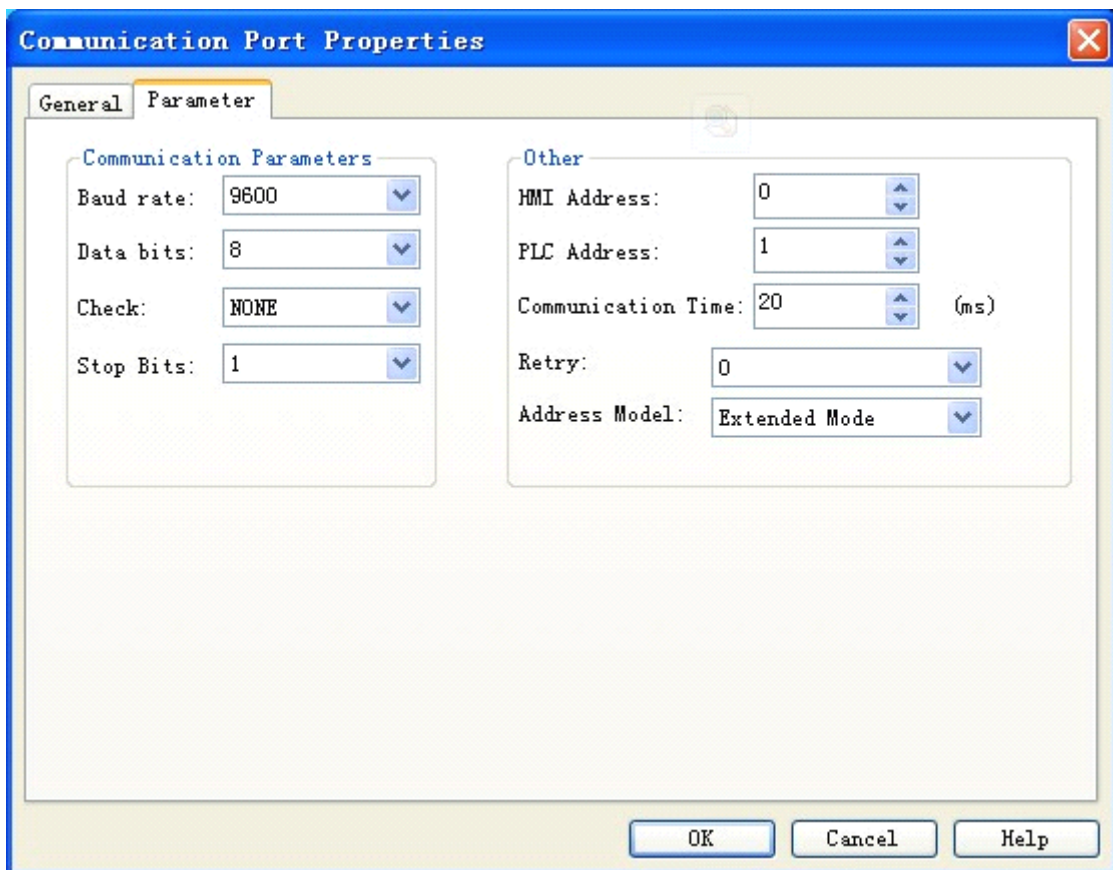 Communication Port Properties
General
Parameter
Communication Parameters
Baud rate: 9600
Data bits: 8
Check: NONE
Stop Bits: 1
Other
HMI Address: 0
PLC Address: 1
Communication Time: 20 (ms)
Retry: 0
Address Model: Extended Mode
OK
Cancel
Help